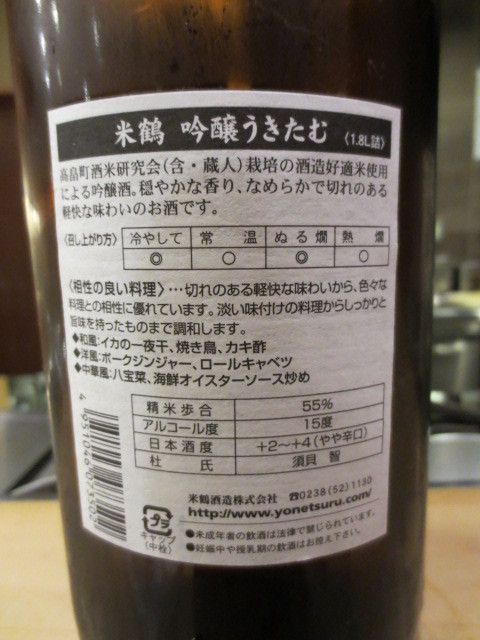 米鶴 吟醸うきたむ 〈1.8L詰〉
高畠町酒米研究会(含・蔵人)栽培の酒造好適米使用
による吟醸酒。穏やかな香り、なめらかで切れのある
軽快な味わいのお酒です。
〈召し上がり方〉 冷やして 常温 ぬる燗 熱燗
◎ ○ ◎ ○
〈相性の良い料理〉…切れのある軽快な味わいから、色々な
料理との相性に優れています。淡い味付けの料理からしっかりと
旨味を持ったものまで調和します。
◆和風;イカの一夜干、焼き鳥、カキ酢
◆洋風;ポークジンジャー、ロールキャベツ
◆中華風;八宝菜、海鮮オイスターソース炒め
精米歩合 55%
アルコール度 15度
日本酒度 +2~+4(やや辛口)
杜氏 須貝 智
米鶴酒造株式会社 ☎0238(52)1130
http://www.yonetsuru.com/
●未成年者の飲酒は法律で禁じられています。
●妊娠中や授乳期の飲酒はお控え下さい。
プラ
キャップ
(中栓)